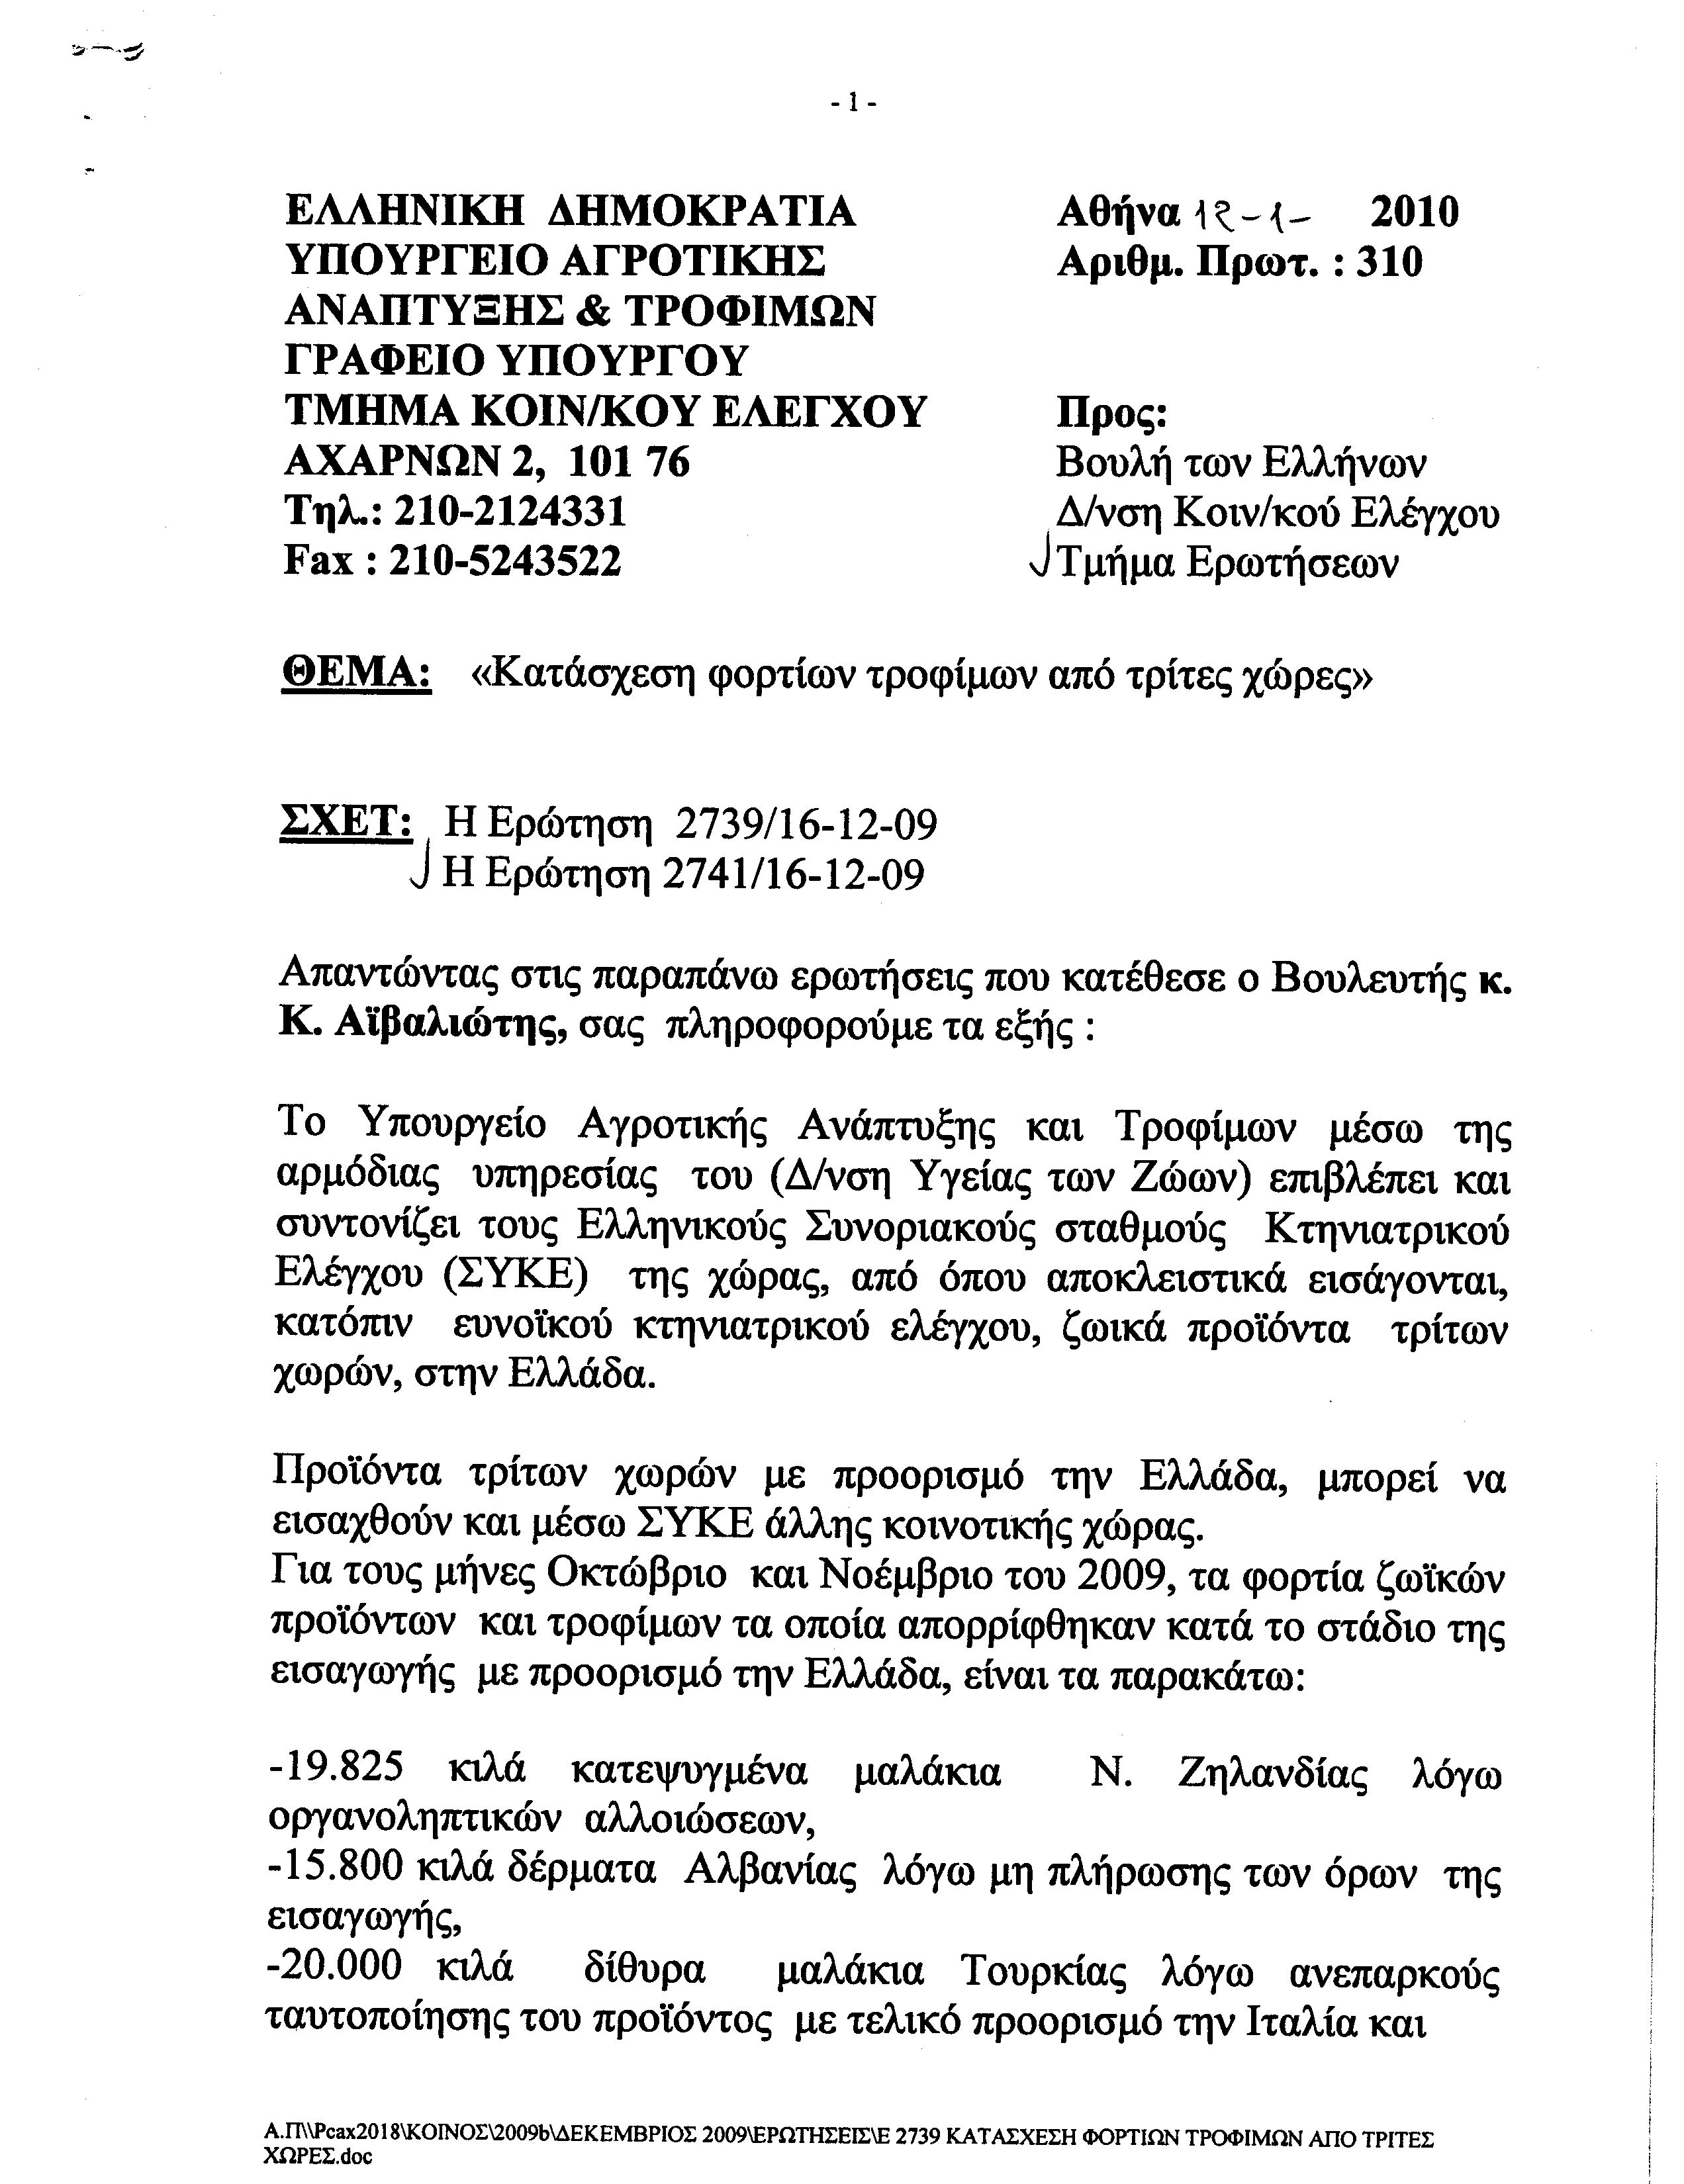 - 1 -
ΕΛΛΗΝΙΚΗ ΔΗΜΟΚΡΑΤΙΑ
ΥΠΟΥΡΓΕΙΟ ΑΓΡΟΤΙΚΗΣ
ΑΝΑΠΤΥΞΗΣ & ΤΡΟΦΙΜΩΝ
ΓΡΑΦΕΙΟ ΥΠΟΥΡΓΟΥ
ΤΜΗΜΑ ΚΟΙΝ/ΚΟΥ ΕΛΕΓΧΟΥ
ΑΧΑΡΝΩΝ 2, 101 76
Τηλ.: 210-2124331
Fax : 210-5243522
Αθήνα 12-1- 2010
Αριθμ. Πρωτ. : 310
Προς:
Βουλή των Ελλήνων
Δ/νση Κοιν/κού Ελέγχου
Τμήμα Ερωτήσεων
ΘΕΜΑ: «Κατάσχεση φορτίων τροφίμων από τρίτες χώρες»
ΣΧΕΤ: Η Ερώτηση 2739/16-12-09
Η Ερώτηση 2741/16-12-09
Απαντώντας στις παραπάνω ερωτήσεις που κατέθεσε ο Βουλευτής κ.
Κ. Αϊβαλιώτης, σας πληροφορούμε τα εξής :
Το Υπουργείο Αγροτικής Ανάπτυξης και Τροφίμων μέσω της
αρμόδιας υπηρεσίας του (Δ/νση Υγείας των Ζώων) επιβλέπει και
συντονίζει τους Ελληνικούς Συνοριακούς σταθμούς Κτηνιατρικού
Ελέγχου (ΣΥΚΕ) της χώρας, από όπου αποκλειστικά εισάγονται,
κατόπιν ευνοϊκού κτηνιατρικού ελέγχου, ζωικά προϊόντα τρίτων
χωρών, στην Ελλάδα.
Προϊόντα τρίτων χωρών με προορισμό την Ελλάδα, μπορεί να
εισαχθούν και μέσω ΣΥΚΕ άλλης κοινοτικής χώρας.
Για τους μήνες Οκτώβριο και Νοέμβριο του 2009, τα φορτία ζωϊκών
προϊόντων και τροφίμων τα οποία απορρίφθηκαν κατά το στάδιο της
εισαγωγής με προορισμό την Ελλάδα, είναι τα παρακάτω:
-19.825 κιλά κατεψυγμένα μαλάκια Ν. Ζηλανδίας λόγω
οργανοληπτικών αλλοιώσεων,
-15.800 κιλά δέρματα Αλβανίας λόγω μη πλήρωσης των όρων της
εισαγωγής,
-20.000 κιλά δίθυρα μαλάκια Τουρκίας λόγω ανεπαρκούς
ταυτοποίησης του προϊόντος με τελικό προορισμό την Ιταλία και
Α.Π\\Pcax2018\ΚΟΙΝΟΣ\2009b\ΔΕΚΕΜΒΡΙΟΣ 2009\ΕΡΩΤΗΣΕΙΣ\Ε 2739 ΚΑΤΑΣΧΕΣΗ ΦΟΡΤΙΩΝ ΤΡΟΦΙΜΩΝ ΑΠΟ ΤΡΙΤΕΣ
ΧΩΡΕΣ.doc